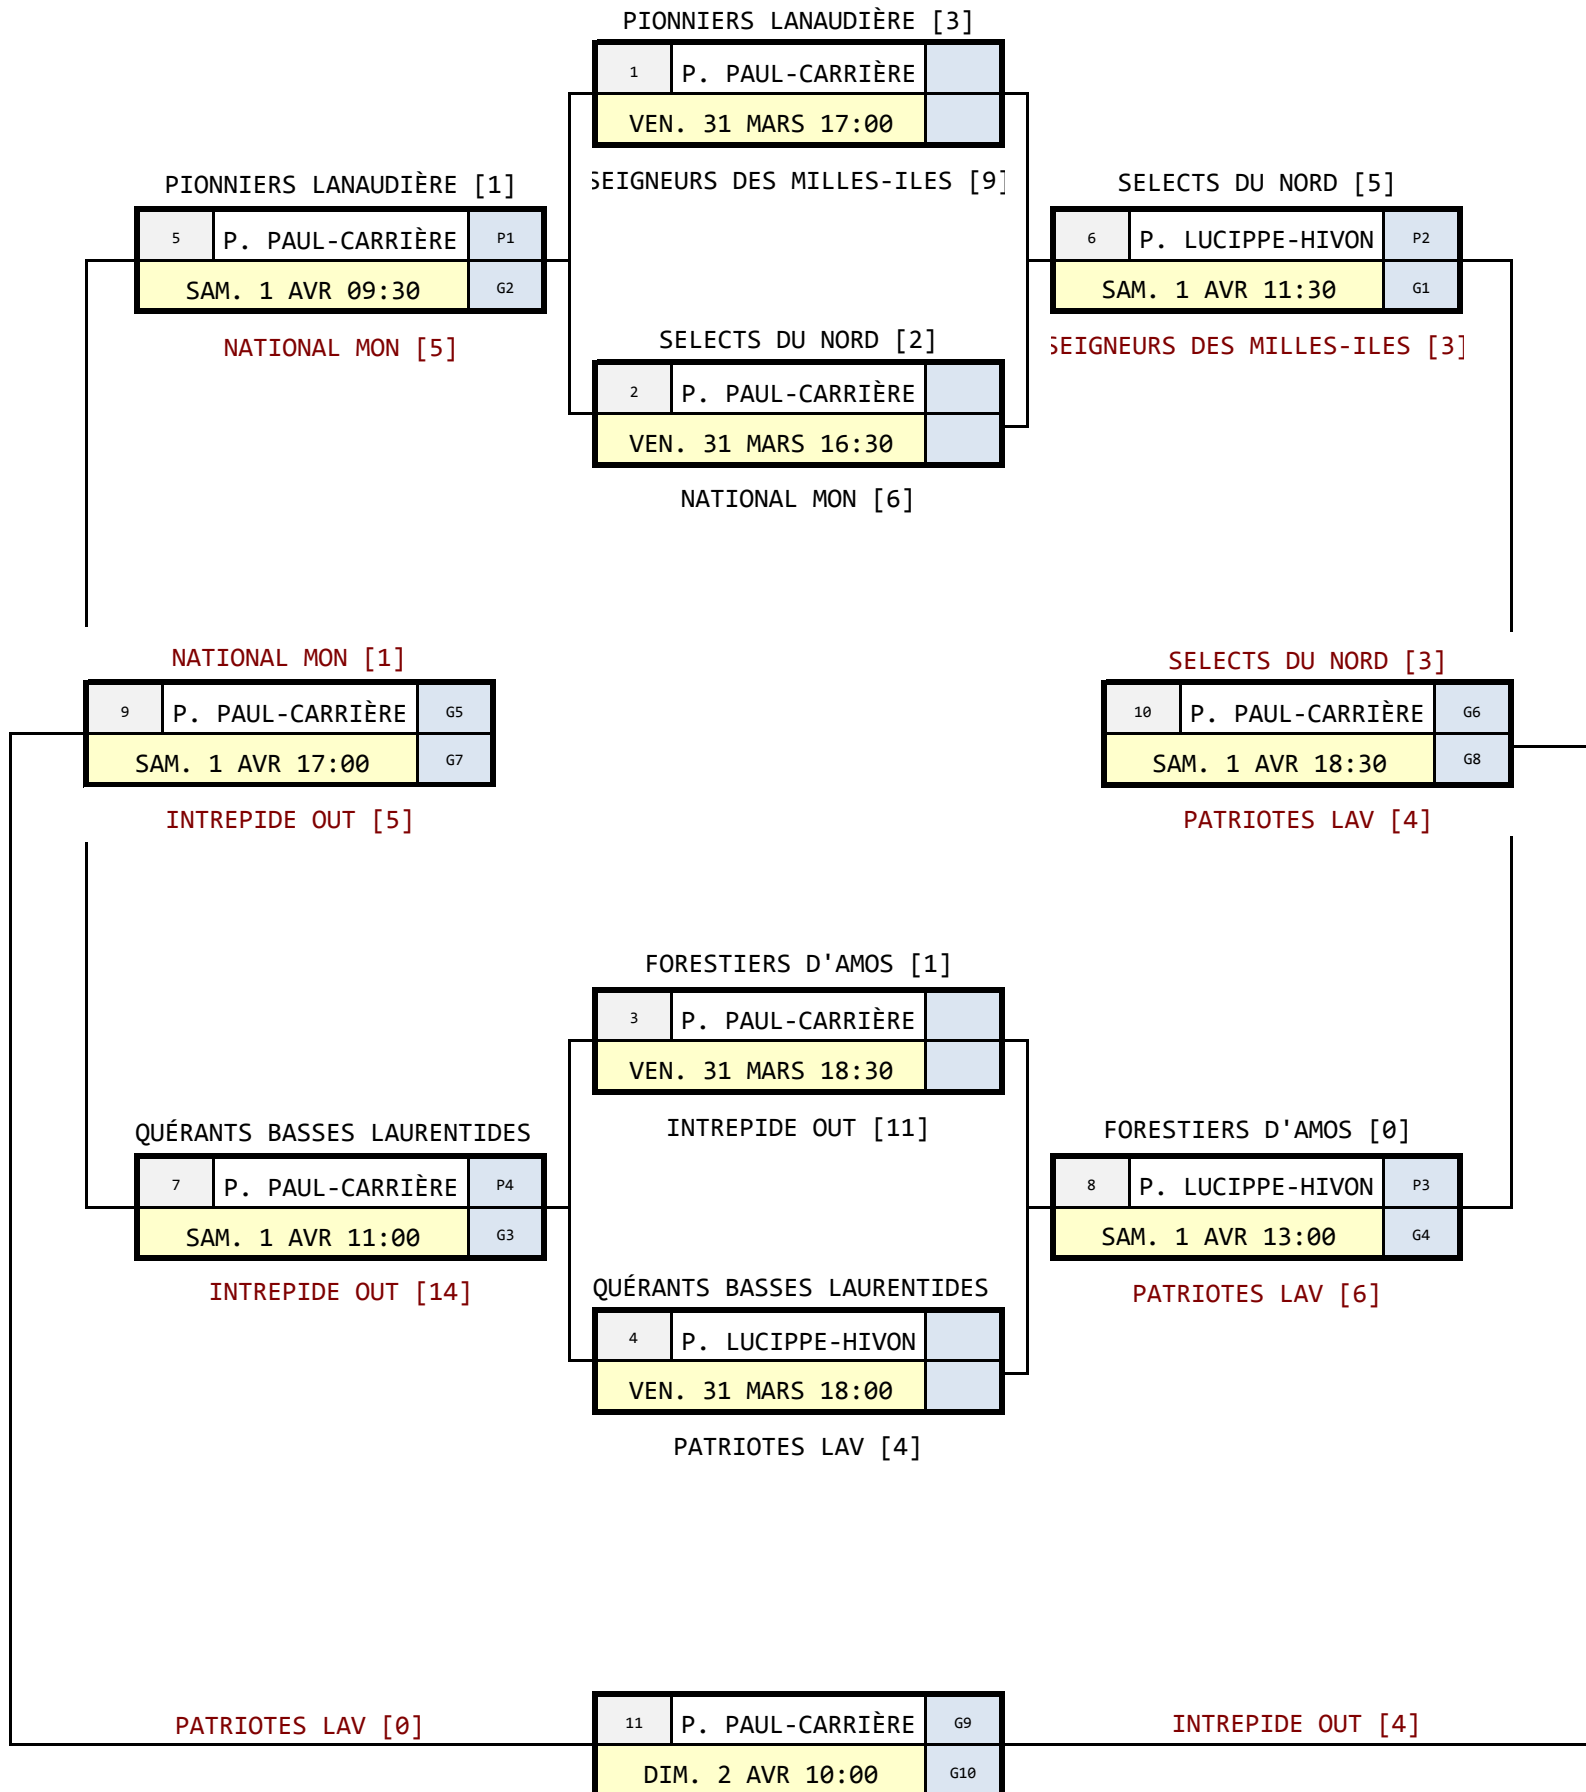 PIONNIERS LANAUDIÈRE [3]
1 P. PAUL-CARRIÈRE
VEN. 31 MARS 17:00
SEIGNEURS DES MILLES-ILES [9]
PIONNIERS LANAUDIÈRE [1]
5 P. PAUL-CARRIÈRE P1
SAM. 1 AVR 09:30 G2
NATIONAL MON [5]
SELECTS DU NORD [5]
6 P. LUCIPPE-HIVON P2
SAM. 1 AVR 11:30 G1
SEIGNEURS DES MILLES-ILES [3]
SELECTS DU NORD [2]
2 P. PAUL-CARRIÈRE
VEN. 31 MARS 16:30
NATIONAL MON [6]
NATIONAL MON [1]
9 P. PAUL-CARRIÈRE G5
SAM. 1 AVR 17:00 G7
INTREPIDE OUT [5]
SELECTS DU NORD [3]
10 P. PAUL-CARRIÈRE G6
SAM. 1 AVR 18:30 G8
PATRIOTES LAV [4]
FORESTIERS D'AMOS [1]
3 P. PAUL-CARRIÈRE
VEN. 31 MARS 18:30
INTREPIDE OUT [11]
QUÉRANTS BASSES LAURENTIDES
7 P. PAUL-CARRIÈRE P4
SAM. 1 AVR 11:00 G3
INTREPIDE OUT [14]
FORESTIERS D'AMOS [0]
8 P. LUCIPPE-HIVON P3
SAM. 1 AVR 13:00 G4
PATRIOTES LAV [6]
QUÉRANTS BASSES LAURENTIDES
4 P. LUCIPPE-HIVON
VEN. 31 MARS 18:00
PATRIOTES LAV [4]
PATRIOTES LAV [0]
11 P. PAUL-CARRIÈRE G9
DIM. 2 AVR 10:00 G10
INTREPIDE OUT [4]